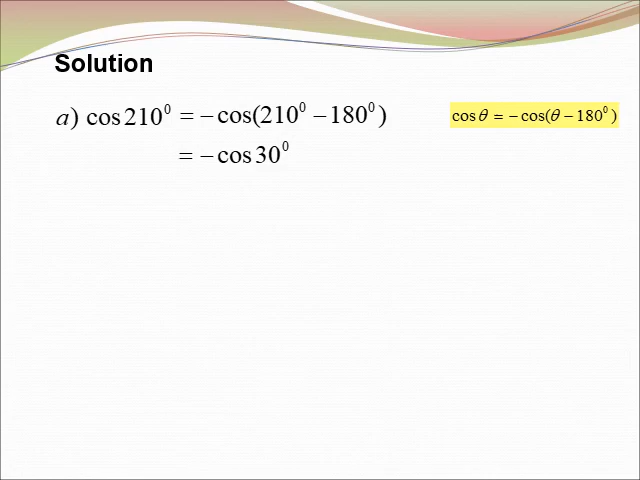 Solution
a) cos 210⁰ = −cos(210⁰ − 180⁰)
cos θ = −cos(θ − 180⁰)
= −cos 30⁰